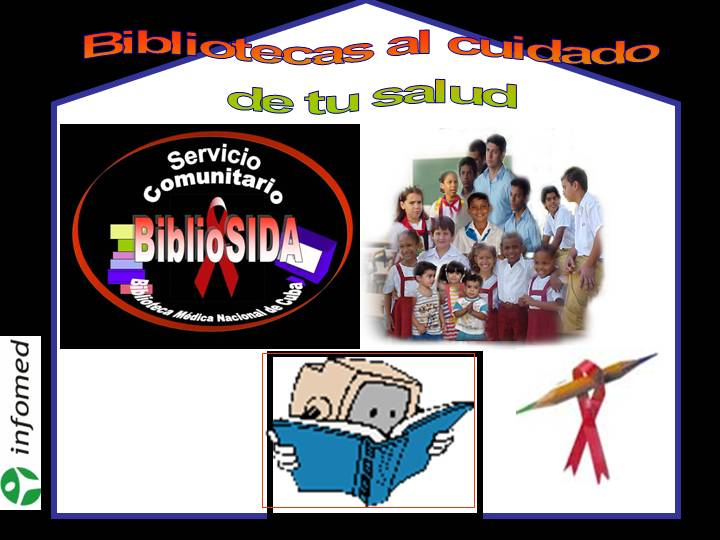 Bibliotecas al cuidado
de tu salud
Servicio
Comunitario
BiblioSIDA
Biblioteca Médica Nacional de Cuba
infomed